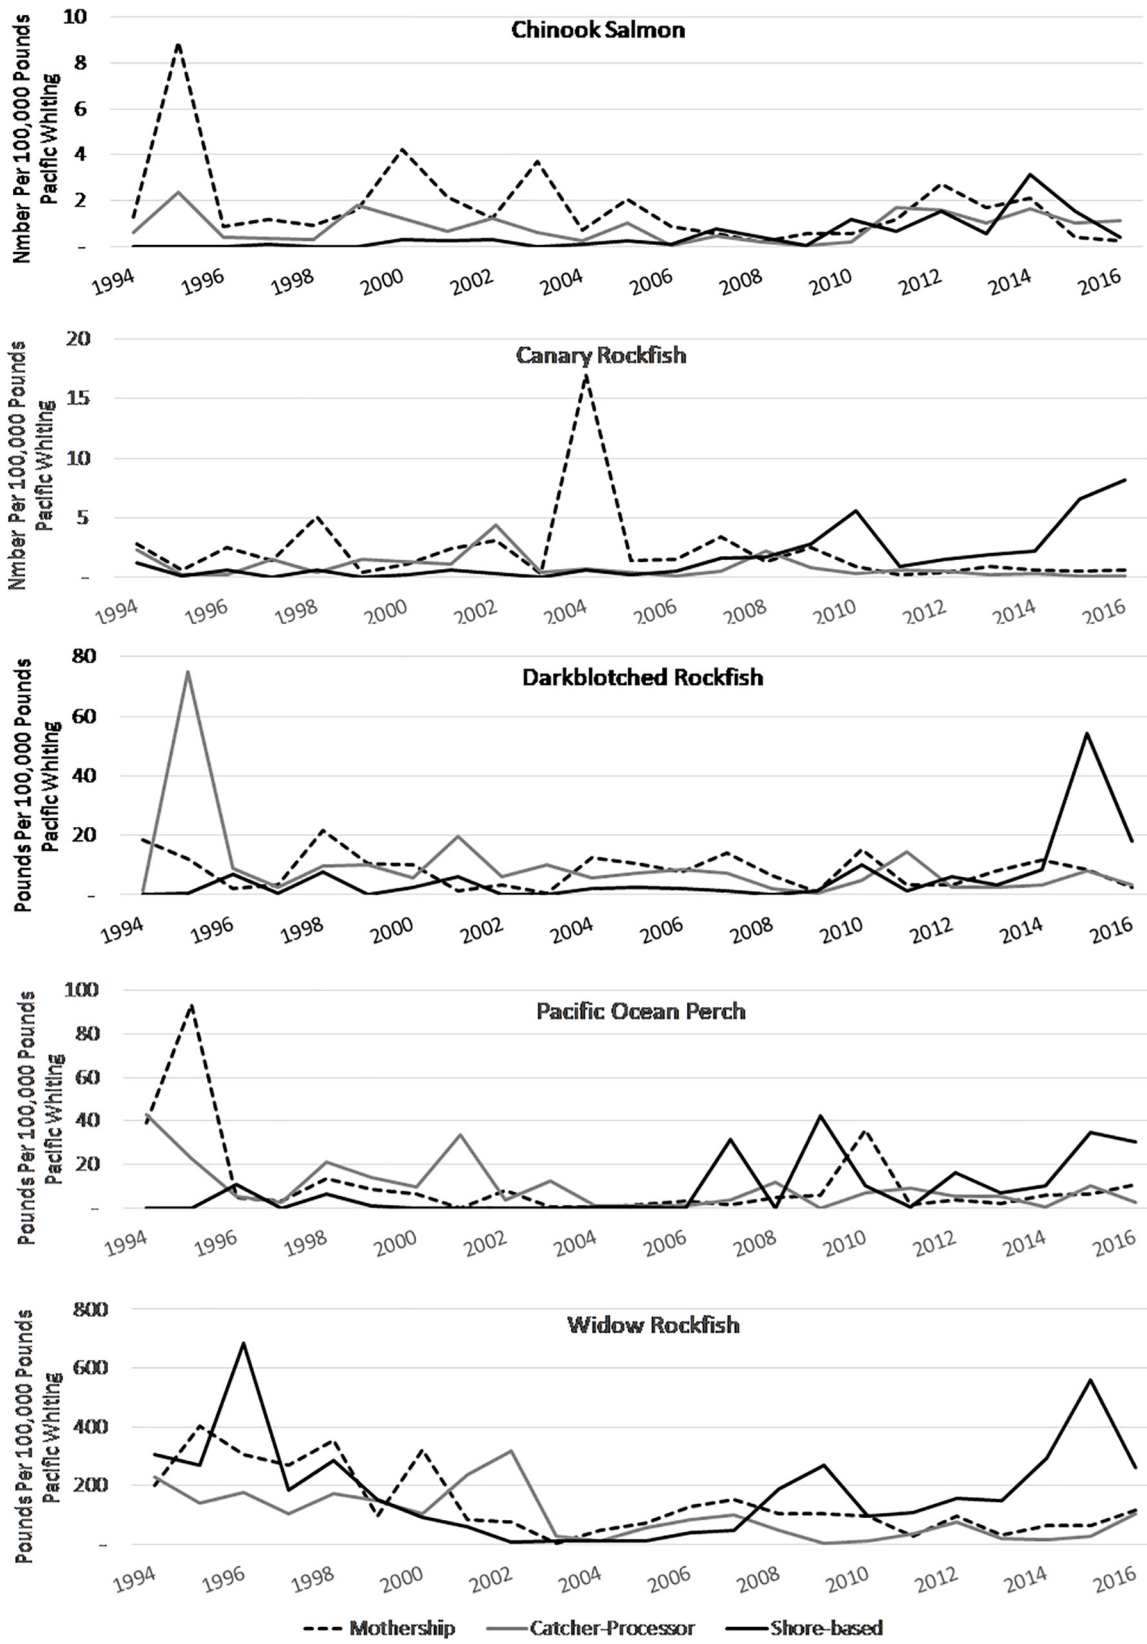 Chinook Salmon
Nmber Per 100,000 Pounds
Pacific Whiting
10
8
6
4
2
-
1994 1996 1998 2000 2002 2004 2006 2008 2010 2012 2014 2016
Canary Rockfish
Nmber Per 100,000 Pounds
Pacific Whiting
20
15
10
5
-
1994 1996 1998 2000 2002 2004 2006 2008 2010 2012 2014 2016
Darkblotched Rockfish
Pounds Per 100,000 Pounds
Pacific Whiting
80
60
40
20
-
1994 1996 1998 2000 2002 2004 2006 2008 2010 2012 2014 2016
Pacific Ocean Perch
Pounds Per 100,000 Pounds
Pacific Whiting
100
80
60
40
20
-
1994 1996 1998 2000 2002 2004 2006 2008 2010 2012 2014 2016
Widow Rockfish
Pounds Per 100,000 Pounds
Pacific Whiting
800
600
400
200
-
1994 1996 1998 2000 2002 2004 2006 2008 2010 2012 2014 2016
Mothership Catcher-Processor Shore-based